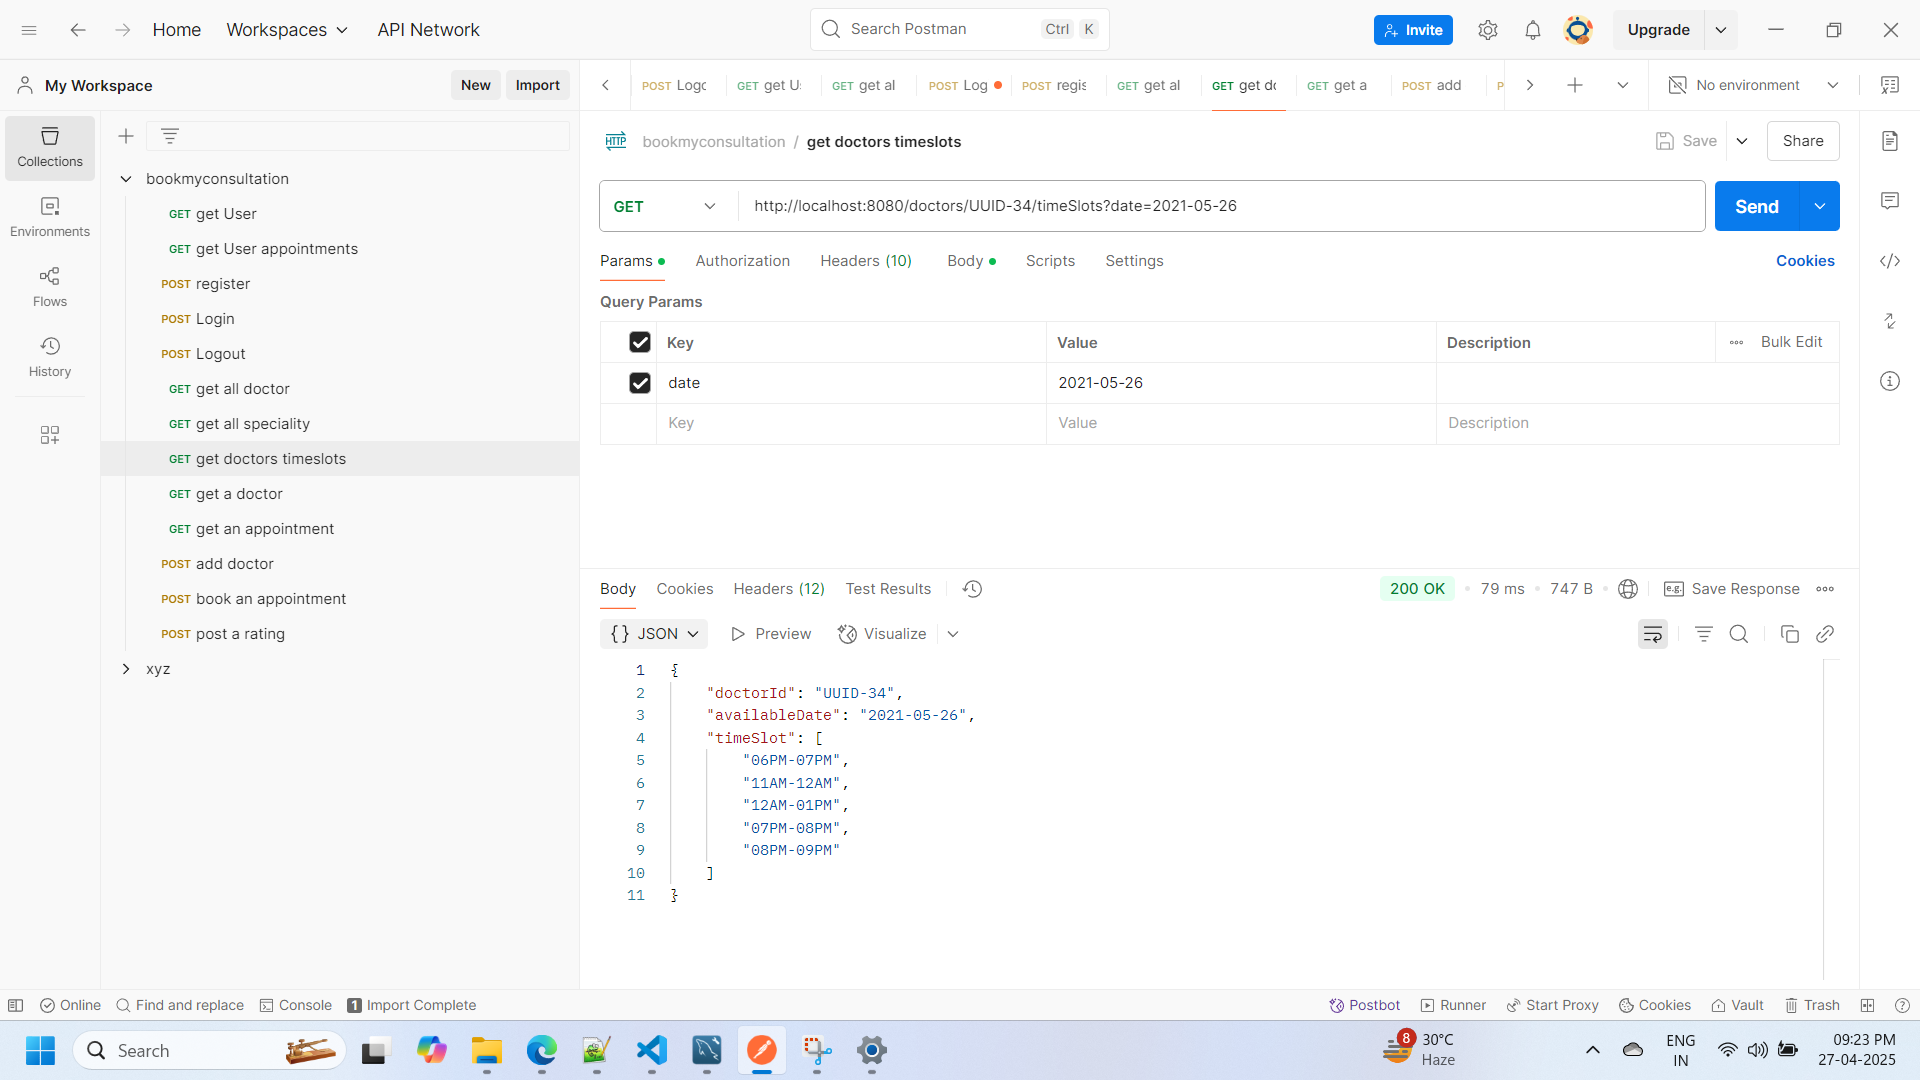 Home
Workspaces
API Network
Search Postman
Ctrl K
Invite
Upgrade
My Workspace
New
Import
POST Logo
GET get U
GET get al
POST Log
POST regis
GET get al
GET get do
GET get a
POST add
No environment
Collections
Environments
Flows
History
bookmyconsultation
GET get User
GET get User appointments
POST register
POST Login
POST Logout
GET get all doctor
GET get all speciality
GET get doctors timeslots
GET get a doctor
GET get an appointment
POST add doctor
POST book an appointment
POST post a rating
xyz
HTTP bookmyconsultation / get doctors timeslots
Save
Share
GET
http://localhost:8080/doctors/UUID-34/timeSlots?date=2021-05-26
Send
Params
Authorization
Headers (10)
Body
Scripts
Settings
Cookies
Query Params
Key
Value
Description
Bulk Edit
date
2021-05-26
Key
Value
Description
Body
Cookies
Headers (12)
Test Results
200 OK
79 ms
747 B
e.g. Save Response
{} JSON
Preview
Visualize
1 {
2 "doctorId": "UUID-34",
3 "availableDate": "2021-05-26",
4 "timeSlot": [
5 "06PM-07PM",
6 "11AM-12AM",
7 "12AM-01PM",
8 "07PM-08PM",
9 "08PM-09PM"
10 ]
11 }
Online
Find and replace
Console
1 Import Complete
Postbot
Runner
Start Proxy
Cookies
Vault
Trash
Search
8
30°C
Haze
ENG
IN
09:23 PM
27-04-2025